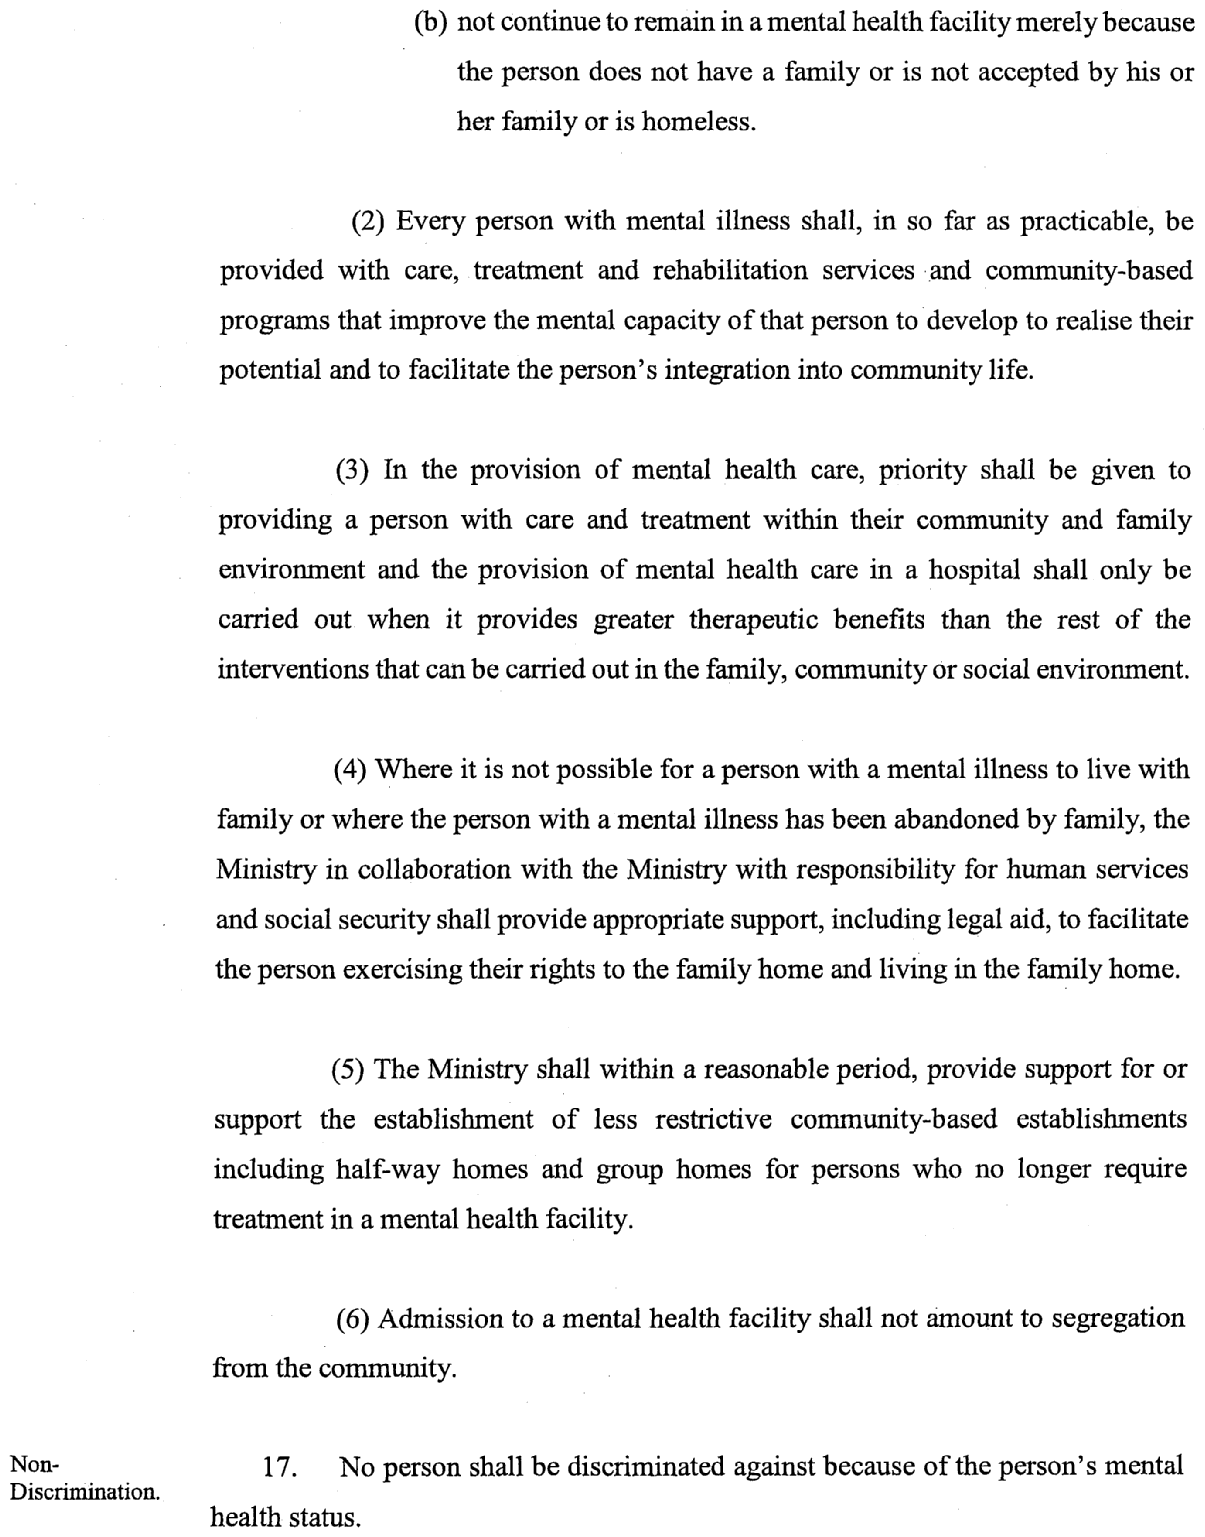 (b) not continue to remain in a mental health facility merely because
the person does not have a family or is not accepted by his or
her family or is homeless.
(2) Every person with mental illness shall, in so far as practicable, be
provided with care, treatment and rehabilitation services and community-based
programs that improve the mental capacity of that person to develop to realise their
potential and to facilitate the person's integration into community life.
(3) In the provision of mental health care, priority shall be given to
providing a person with care and treatment within their community and family
environment and the provision of mental health care in a hospital shall only be
carried out when it provides greater therapeutic benefits than the rest of the
interventions that can be carried out in the family, community or social environment.
(4) Where it is not possible for a person with a mental illness to live with
family or where the person with a mental illness has been abandoned by family, the
Ministry in collaboration with the Ministry with responsibility for human services
and social security shall provide appropriate support, including legal aid, to facilitate
the person exercising their rights to the family home and living in the family home.
(5) The Ministry shall within a reasonable period, provide support for or
support the establishment of less restrictive community-based establishments
including half-way homes and group homes for persons who no longer require
treatment in a mental health facility.
(6) Admission to a mental health facility shall not amount to segregation
from the community.
Non-
Discrimination.
17. No person shall be discriminated against because of the person's mental
health status.